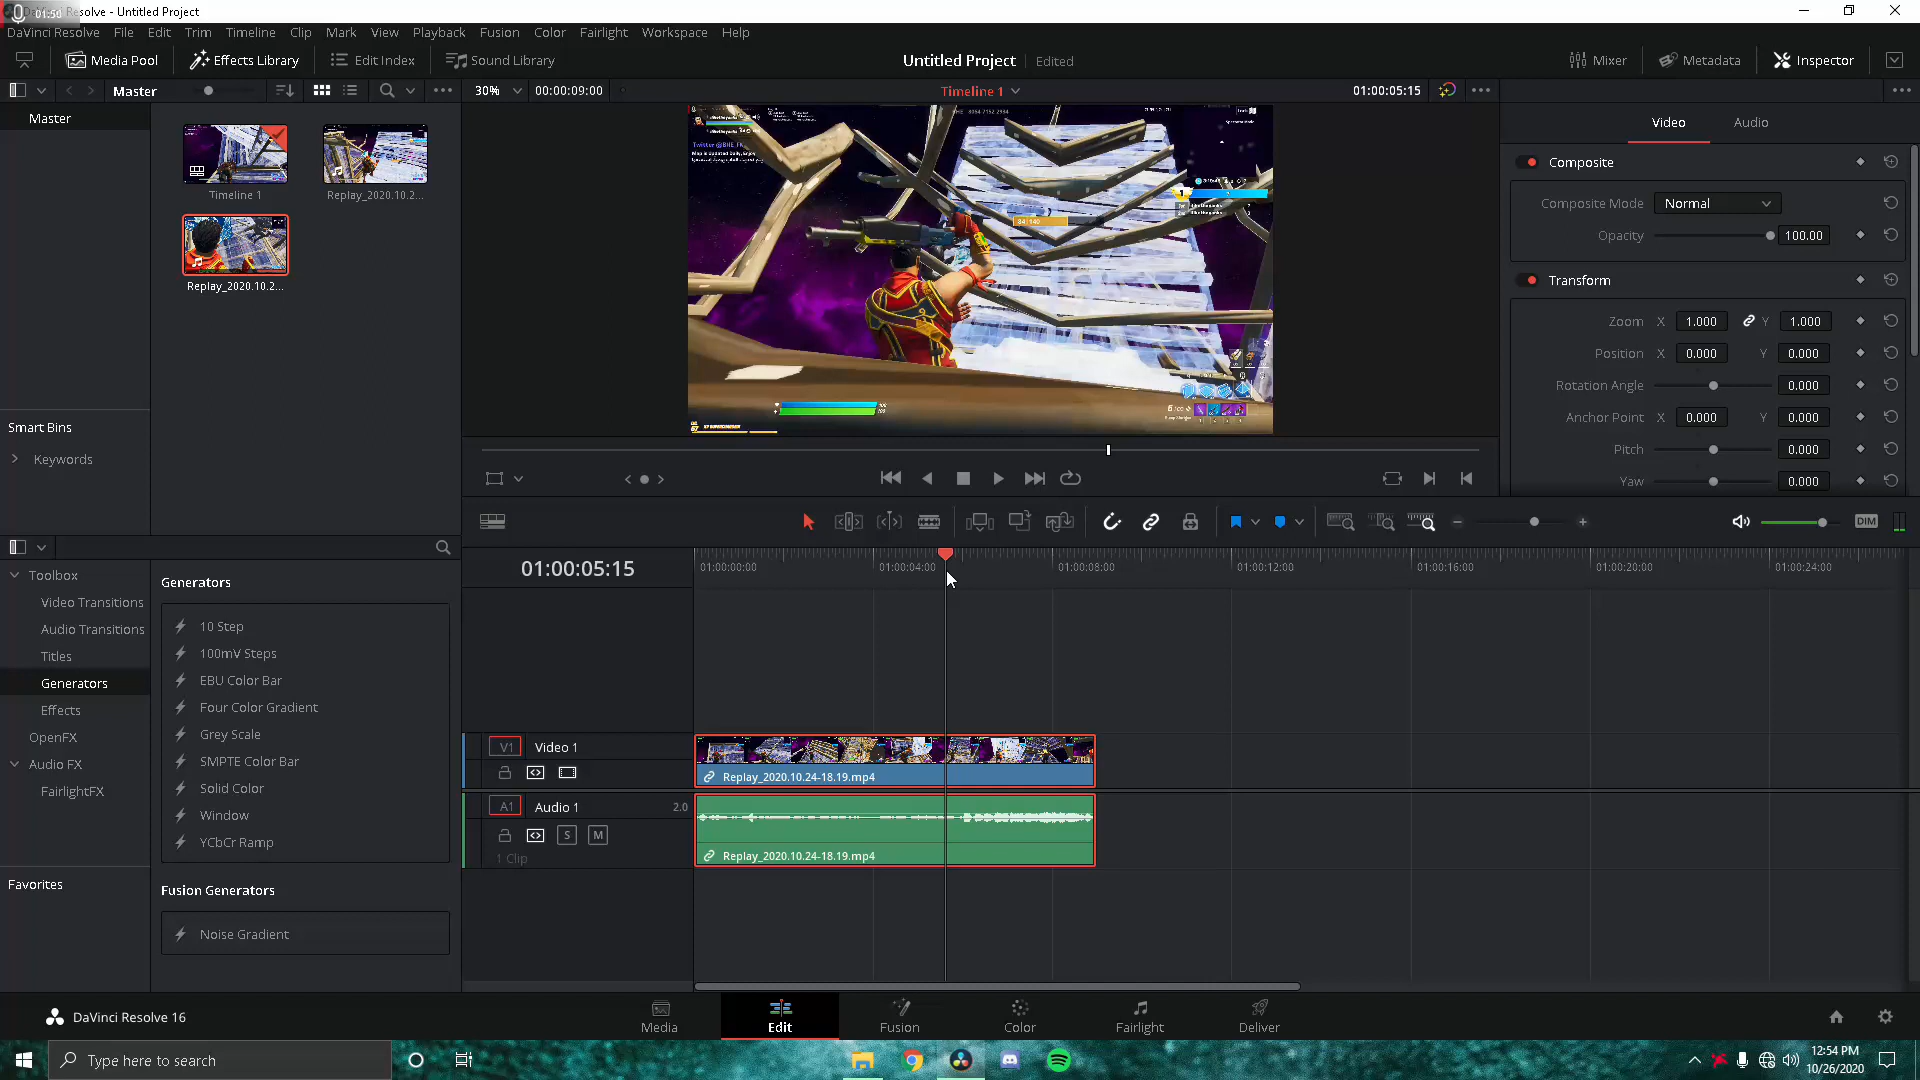 01:50
Resolve - Untitled Project
DaVinci Resolve File Edit Trim Timeline Clip Mark View Playback Fusion Color Fairlight Workspace Help
Media Pool Effects Library Edit Index Sound Library Untitled Project Edited Mixer Metadata Inspector
Master 30% 00:00:09:00 Timeline 1 01:00:05:15
Master
Timeline 1 Replay_2020.10.2...
Replay_2020.10.2...
Smart Bins
Keywords
Video Audio
Composite
Composite Mode Normal
Opacity 100.00
Transform
Zoom X 1.000 Y 1.000
Position X 0.000 Y 0.000
Rotation Angle 0.000
Anchor Point X 0.000 Y 0.000
Pitch 0.000
Yaw 0.000
DIM
Toolbox
Video Transitions
Audio Transitions
Titles
Generators
Effects
OpenFX
Audio FX
FairlightFX
Favorites
Generators
10 Step
100mV Steps
EBU Color Bar
Four Color Gradient
Grey Scale
SMPTE Color Bar
Solid Color
Window
YCbCr Ramp
Fusion Generators
Noise Gradient
01:00:05:15
01:00:00:00 01:00:04:00 01:00:08:00 01:00:12:00 01:00:16:00 01:00:20:00 01:00:24:00
V1 Video 1
Replay_2020.10.24-18.19.mp4
A1 Audio 1 2.0
S M
1 Clip
Replay_2020.10.24-18.19.mp4
DaVinci Resolve 16
Media Edit Fusion Color Fairlight Deliver
Type here to search
12:54 PM
10/26/2020